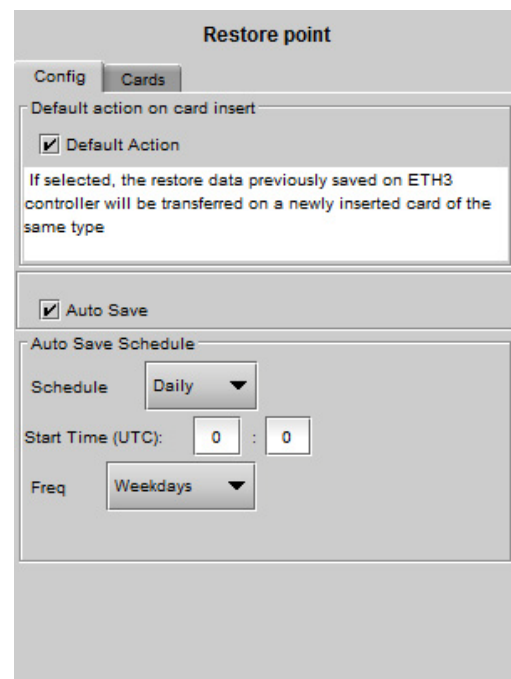 Restore point
Config Cards
Default action on card insert
Default Action
If selected, the restore data previously saved on ETH3
controller will be transferred on a newly inserted card of the
same type
Auto Save
Auto Save Schedule
Schedule Daily
Start Time (UTC): 0 : 0
Freq Weekdays